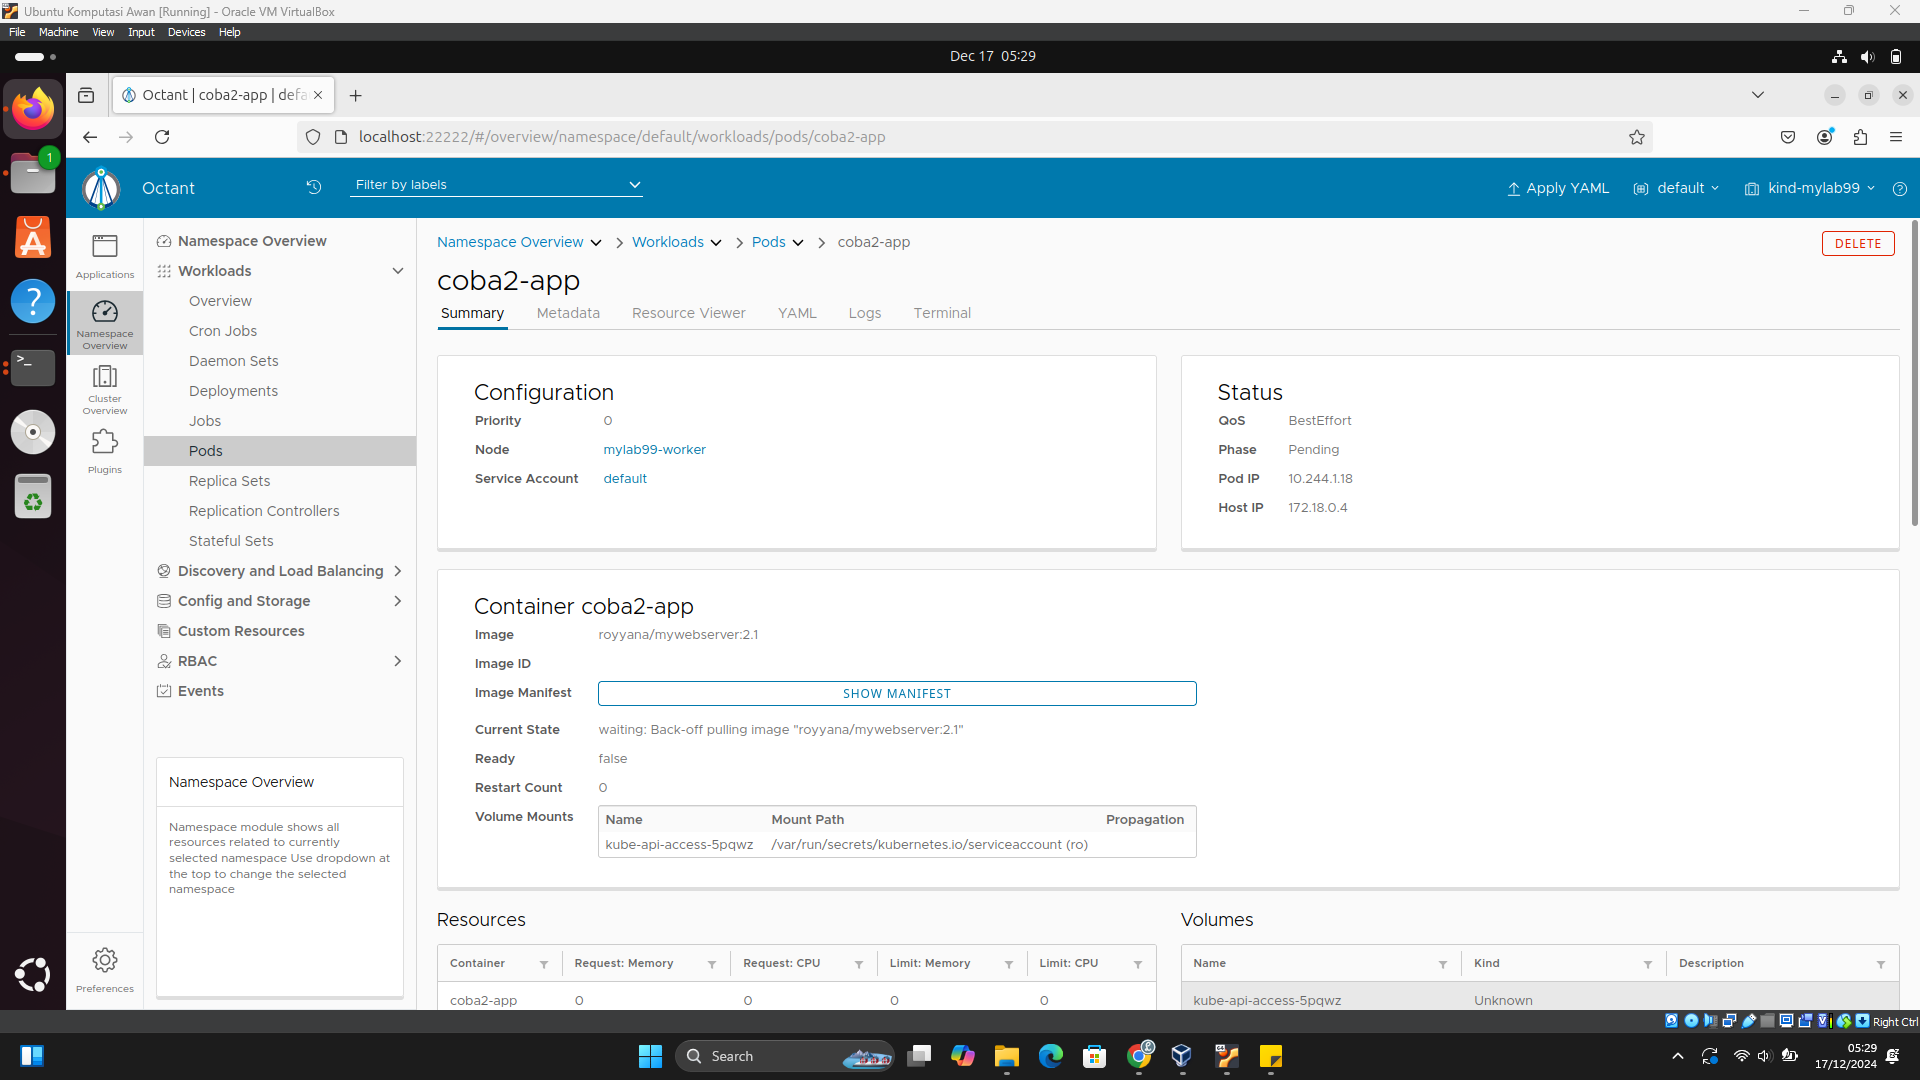 Ubuntu Komputasi Awan [Running] - Oracle VM VirtualBox
File Machine View Input Devices Help
Dec 17 05:29
Octant | coba2-app | defa
localhost:22222/#/overview/namespace/default/workloads/pods/coba2-app
1
Octant
Filter by labels
Apply YAML
default
kind-mylab99
Applications
Namespace Overview
Cluster Overview
Plugins
Preferences
Namespace Overview
Workloads
Overview
Cron Jobs
Daemon Sets
Deployments
Jobs
Pods
Replica Sets
Replication Controllers
Stateful Sets
Discovery and Load Balancing
Config and Storage
Custom Resources
RBAC
Events
Namespace Overview
Namespace module shows all
resources related to currently
selected namespace Use dropdown at
the top to change the selected
namespace
Namespace Overview > Workloads > Pods > coba2-app
DELETE
coba2-app
Summary Metadata Resource Viewer YAML Logs Terminal
Configuration
Priority 0
Node mylab99-worker
Service Account default
Status
QoS BestEffort
Phase Pending
Pod IP 10.244.1.18
Host IP 172.18.0.4
Container coba2-app
Image royyana/mywebserver:2.1
Image ID
Image Manifest SHOW MANIFEST
Current State waiting: Back-off pulling image "royyana/mywebserver:2.1"
Ready false
Restart Count 0
Volume Mounts
Name Mount Path Propagation
kube-api-access-5pqwz /var/run/secrets/kubernetes.io/serviceaccount (ro)
Resources
Container Request: Memory Request: CPU Limit: Memory Limit: CPU
coba2-app 0 0 0 0
Volumes
Name Kind Description
kube-api-access-5pqwz Unknown
Right Ctrl
Search
05:29
17/12/2024